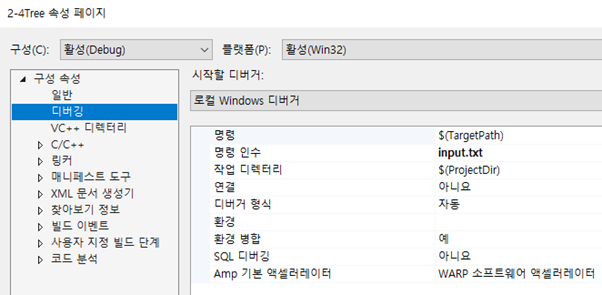 2-4Tree 속성 페이지
구성(C): 활성(Debug) 플랫폼(P): 활성(Win32)
구성 속성
일반
디버깅
VC++ 디렉터리
C/C++
링커
매니페스트 도구
XML 문서 생성기
찾아보기 정보
빌드 이벤트
사용자 지정 빌드 단계
코드 분석
시작할 디버거:
로컬 Windows 디버거
명령 $(TargetPath)
명령 인수 input.txt
작업 디렉터리 $(ProjectDir)
연결 아니요
디버거 형식 자동
환경
환경 병합 예
SQL 디버깅 아니요
Amp 기본 액셀러레이터 WARP 소프트웨어 액셀러레이터